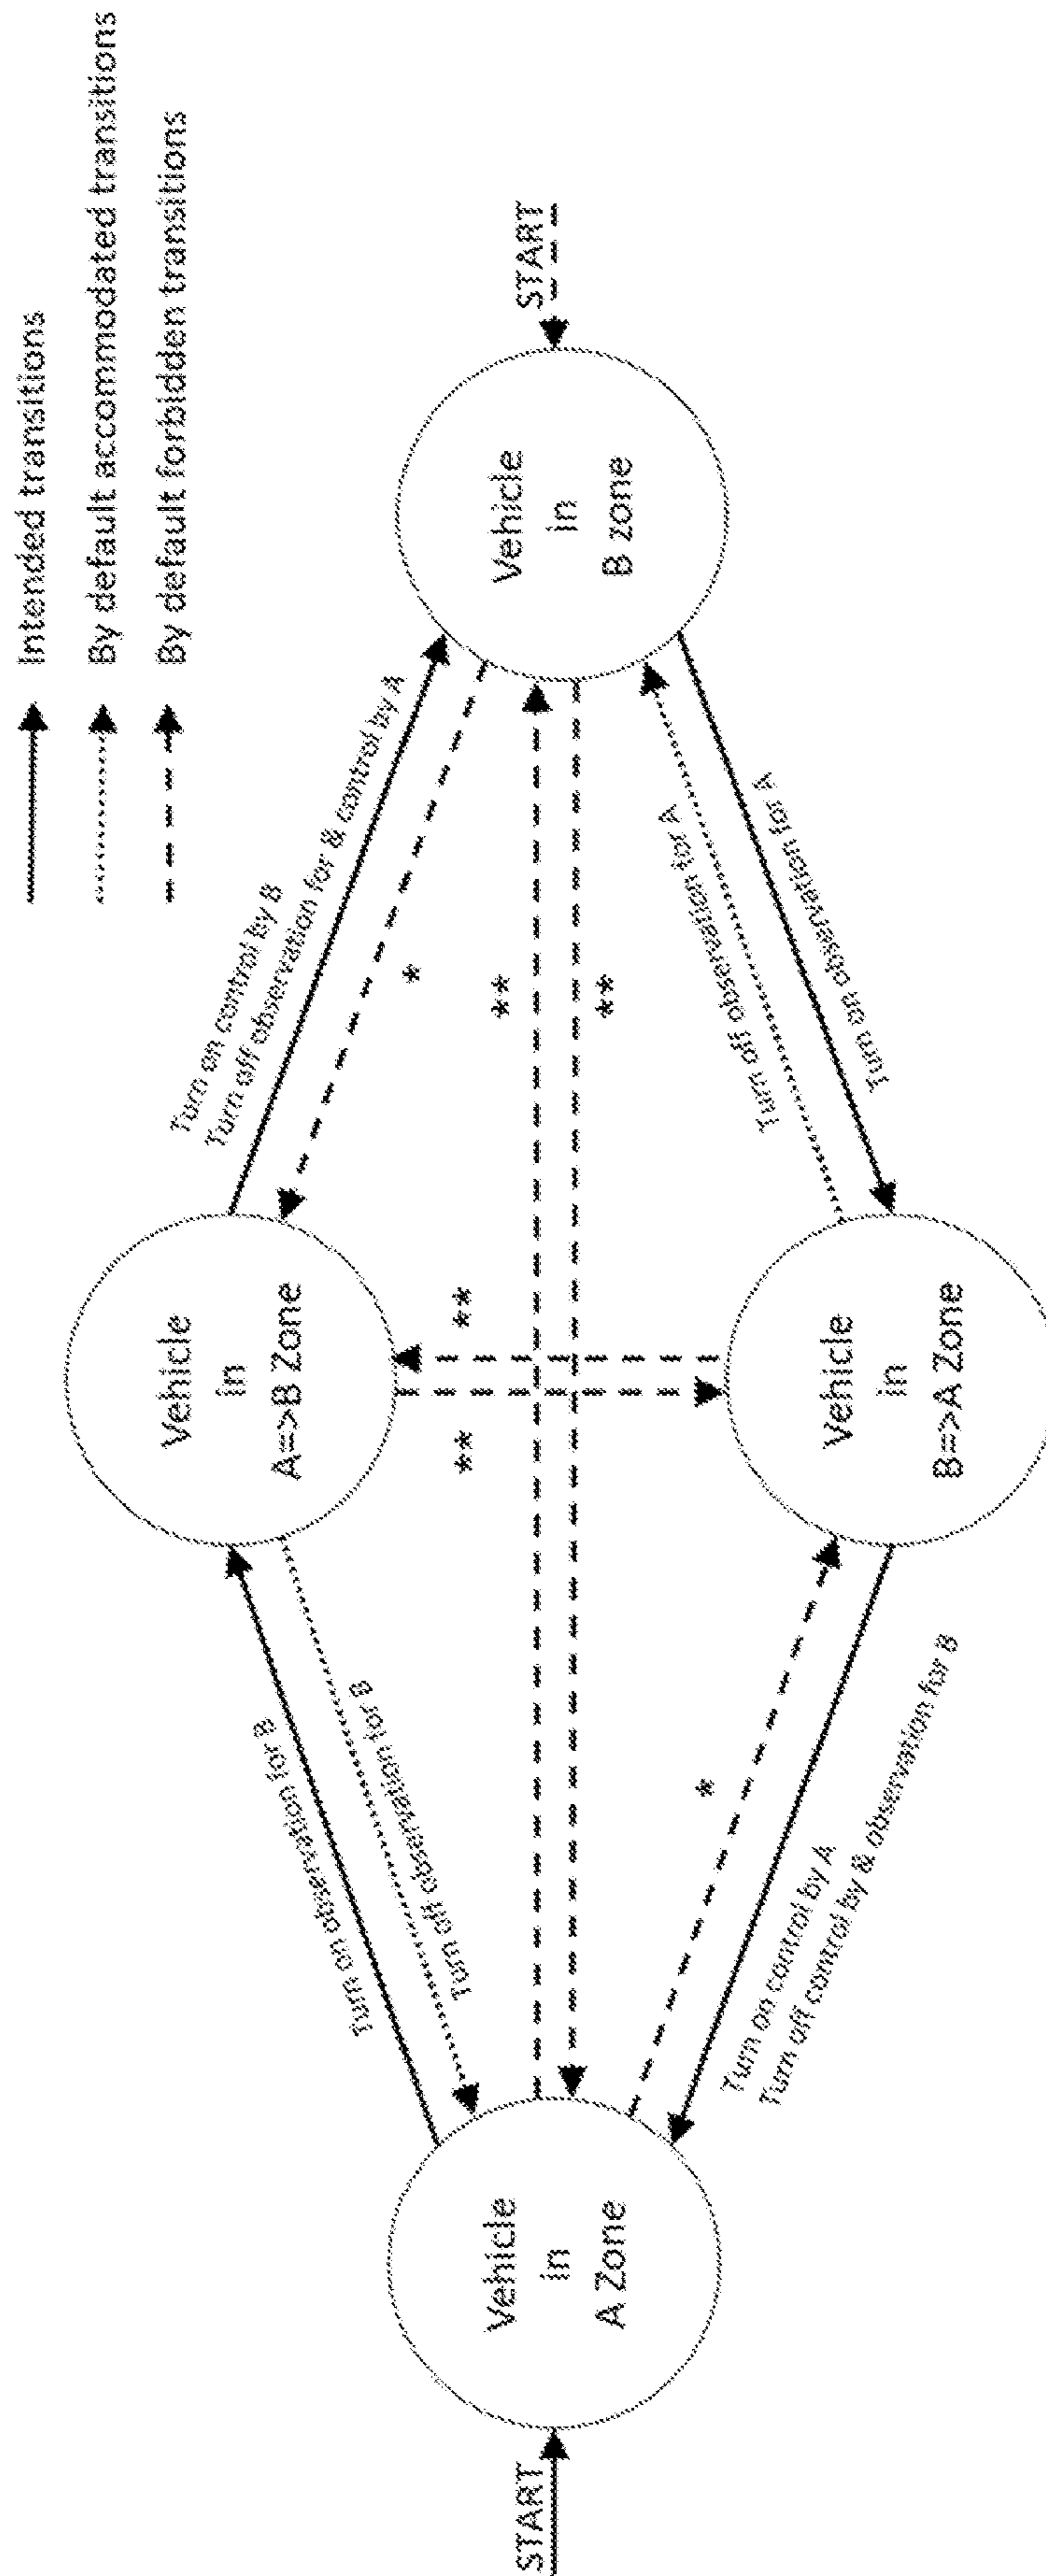 Intended transitions
By default accommodated transitions
By default forbidden transitions
START
Vehicle
in
A Zone
Turn on observation for B
Turn off observation for B
Vehicle
in
A=>B Zone
Turn on control by B
Turn off observation for & control by A
*
**
**
**
**
START
Vehicle
in
B zone
Turn off observation for A
Turn on observation for A
Vehicle
in
B=>A Zone
*
Turn on control by A
Turn off control by & observation for B